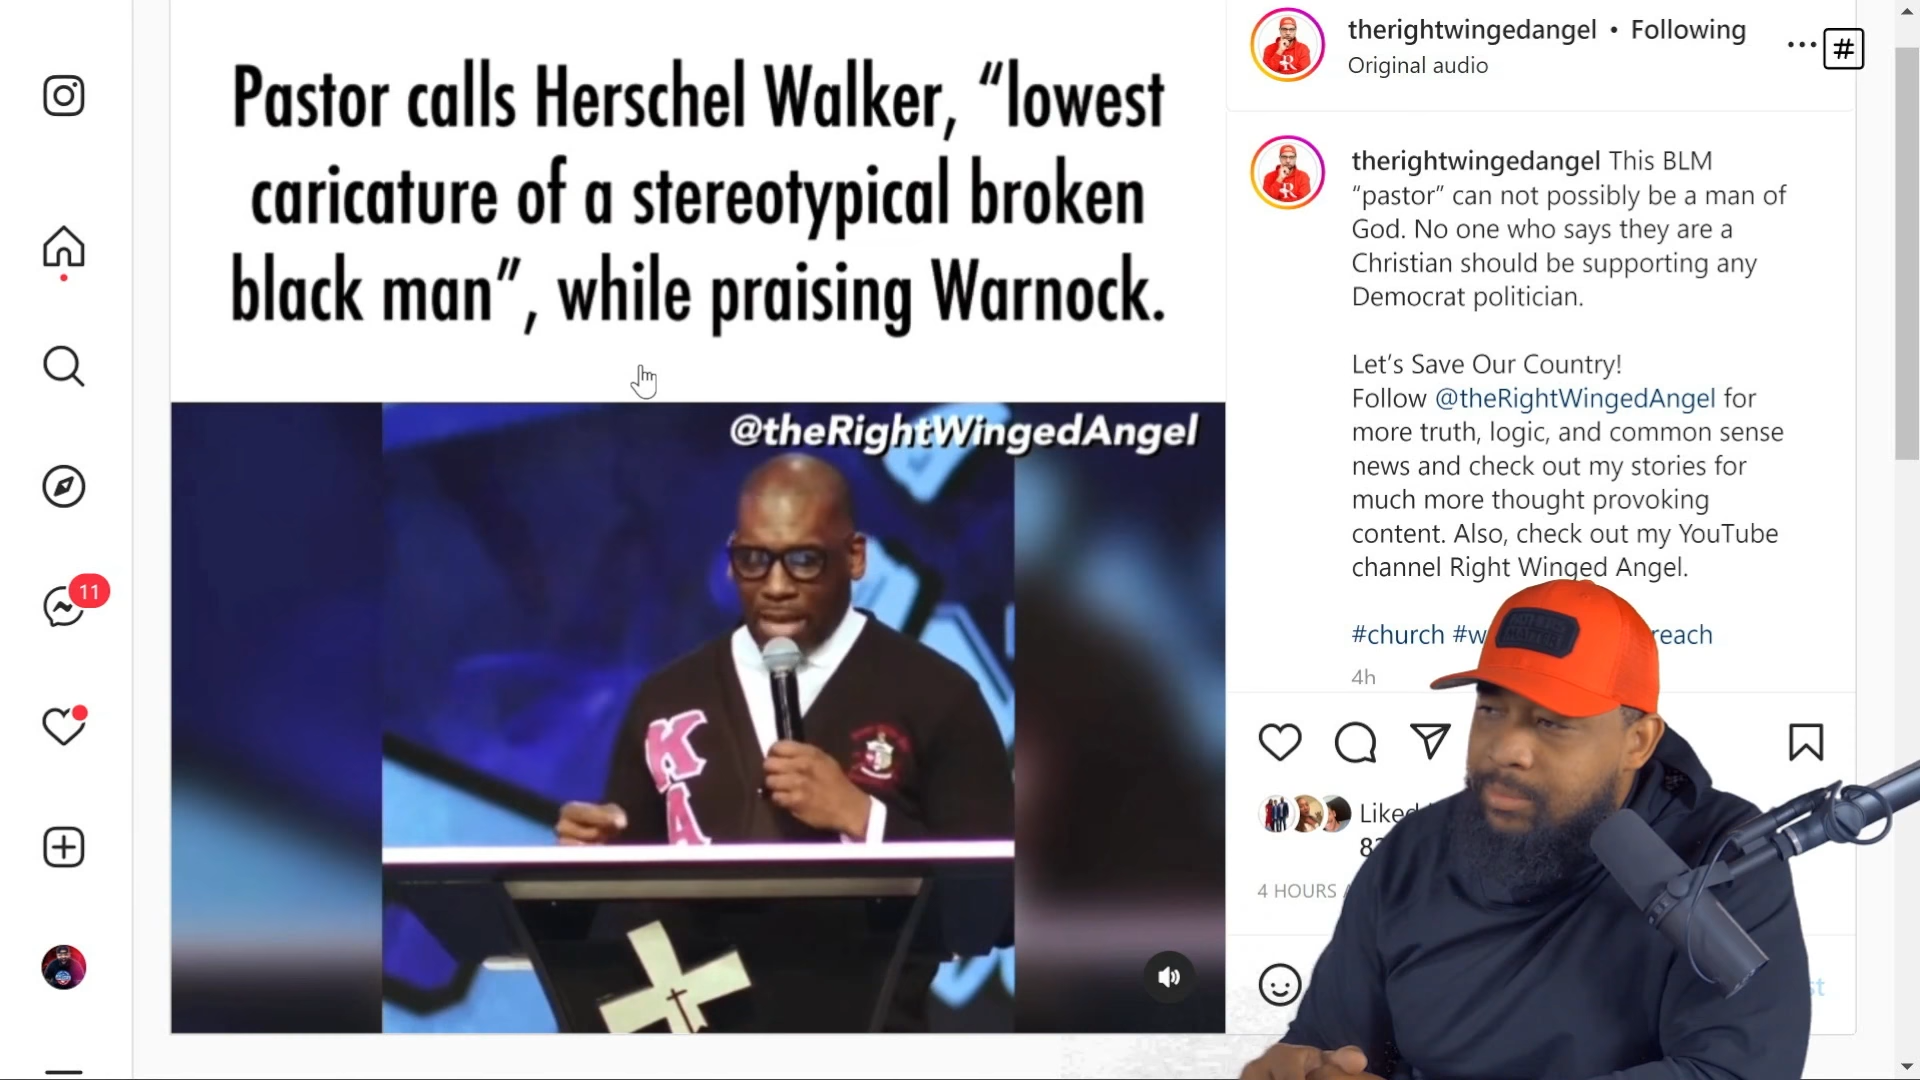 Pastor calls Herschel Walker, “lowest
caricature of a stereotypical broken
black man”, while praising Warnock.
@theRightWingedAngel
K
A
11
therightwingedangel • Following
Original audio
#
therightwingedangel This BLM
“pastor” can not possibly be a man of
God. No one who says they are a
Christian should be supporting any
Democrat politician.
Let’s Save Our Country!
Follow @theRightWingedAngel for
more truth, logic, and common sense
news and check out my stories for
much more thought provoking
content. Also, check out my YouTube
channel Right Winged Angel.
#church #w reach
4h
Liked
4 HOURS